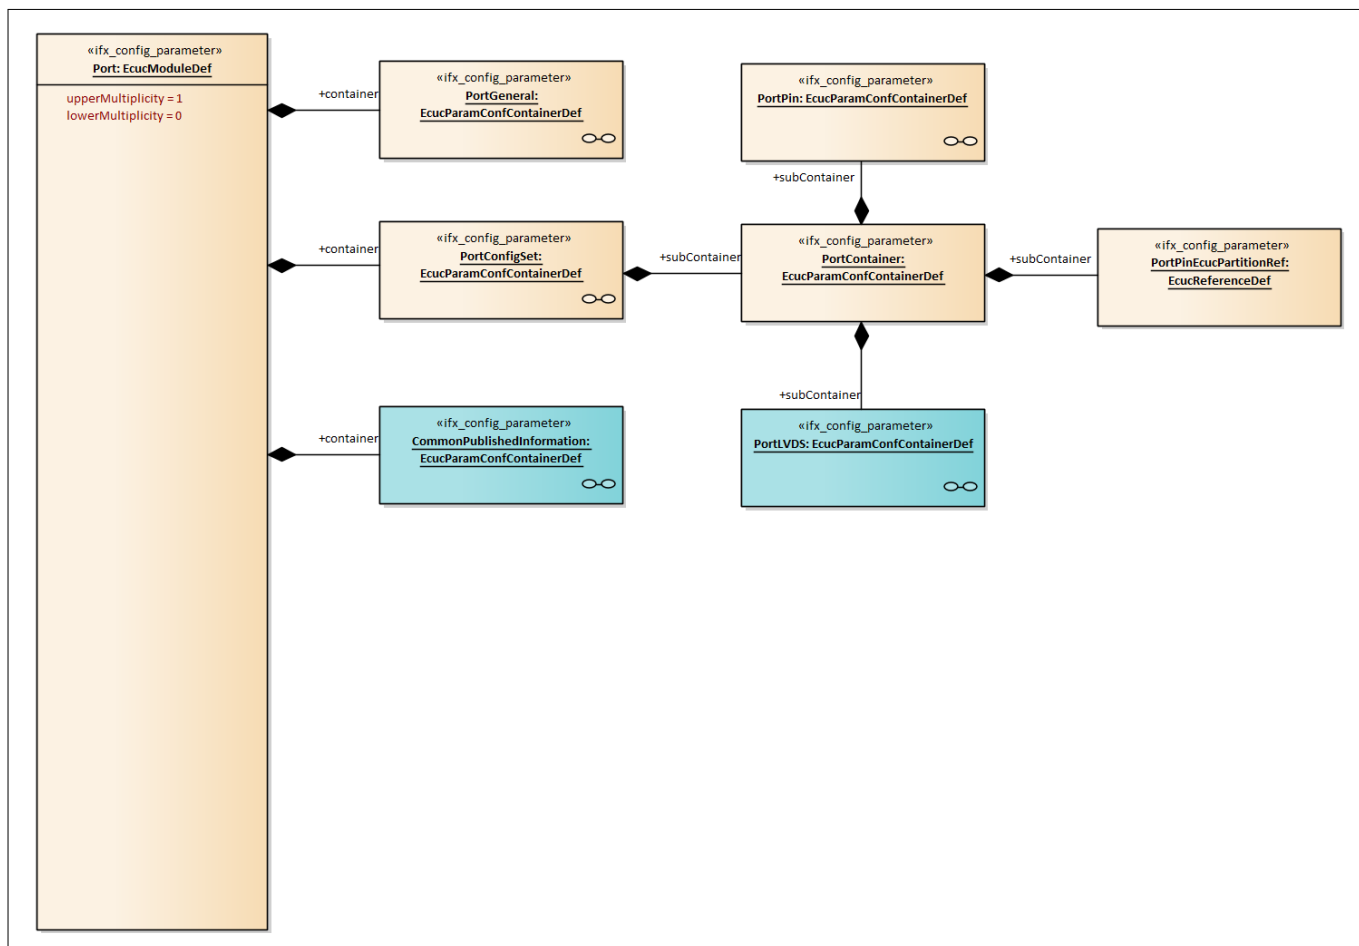 «ifx_config_parameter»
Port: EcucModuleDef
upperMultiplicity = 1
lowerMultiplicity = 0
+container
«ifx_config_parameter»
PortGeneral:
EcucParamConfContainerDef
«ifx_config_parameter»
PortPin: EcucParamConfContainerDef
+subContainer
+container
«ifx_config_parameter»
PortConfigSet:
EcucParamConfContainerDef
+subContainer
«ifx_config_parameter»
PortContainer:
EcucParamConfContainerDef
+subContainer
«ifx_config_parameter»
PortPinEcucPartitionRef:
EcucReferenceDef
+subContainer
+container
«ifx_config_parameter»
CommonPublishedInformation:
EcucParamConfContainerDef
«ifx_config_parameter»
PortLVDS: EcucParamConfContainerDef